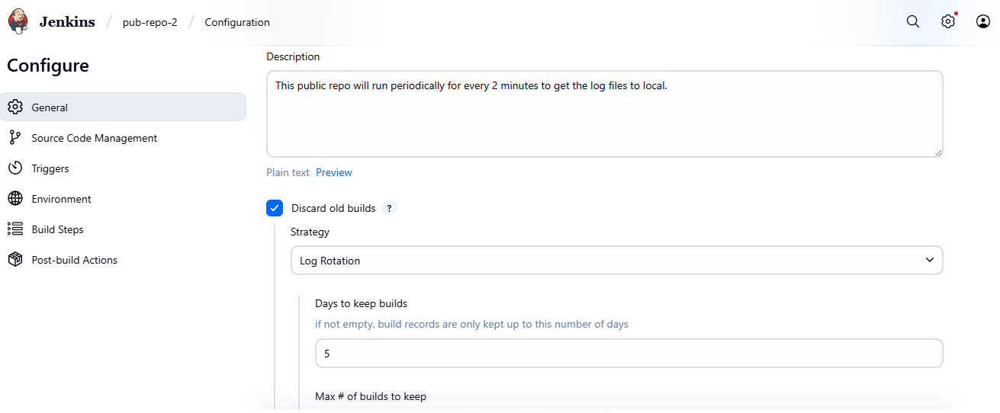 Jenkins / pub-repo-2 / Configuration
Configure
General
Source Code Management
Triggers
Environment
Build Steps
Post-build Actions
Description
This public repo will run periodically for every 2 minutes to get the log files to local.
Plain text Preview
Discard old builds ?
Strategy
Log Rotation
Days to keep builds
if not empty, build records are only kept up to this number of days
5
Max # of builds to keep